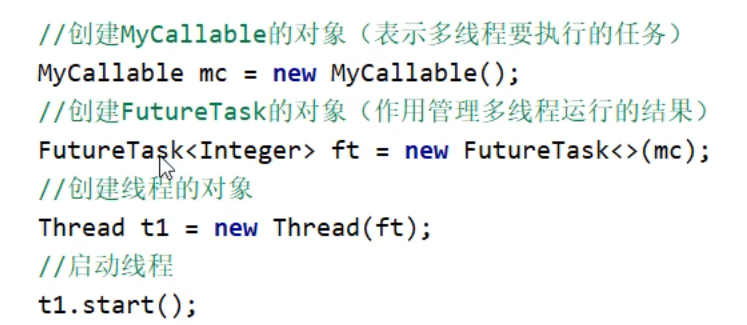 //创建MyCallable的对象（表示多线程要执行的任务）
MyCallable mc = new MyCallable();
//创建FutureTask的对象（作用管理多线程运行的结果）
FutureTask<Integer> ft = new FutureTask<>(mc);
//创建线程的对象
Thread t1 = new Thread(ft);
//启动线程
t1.start();